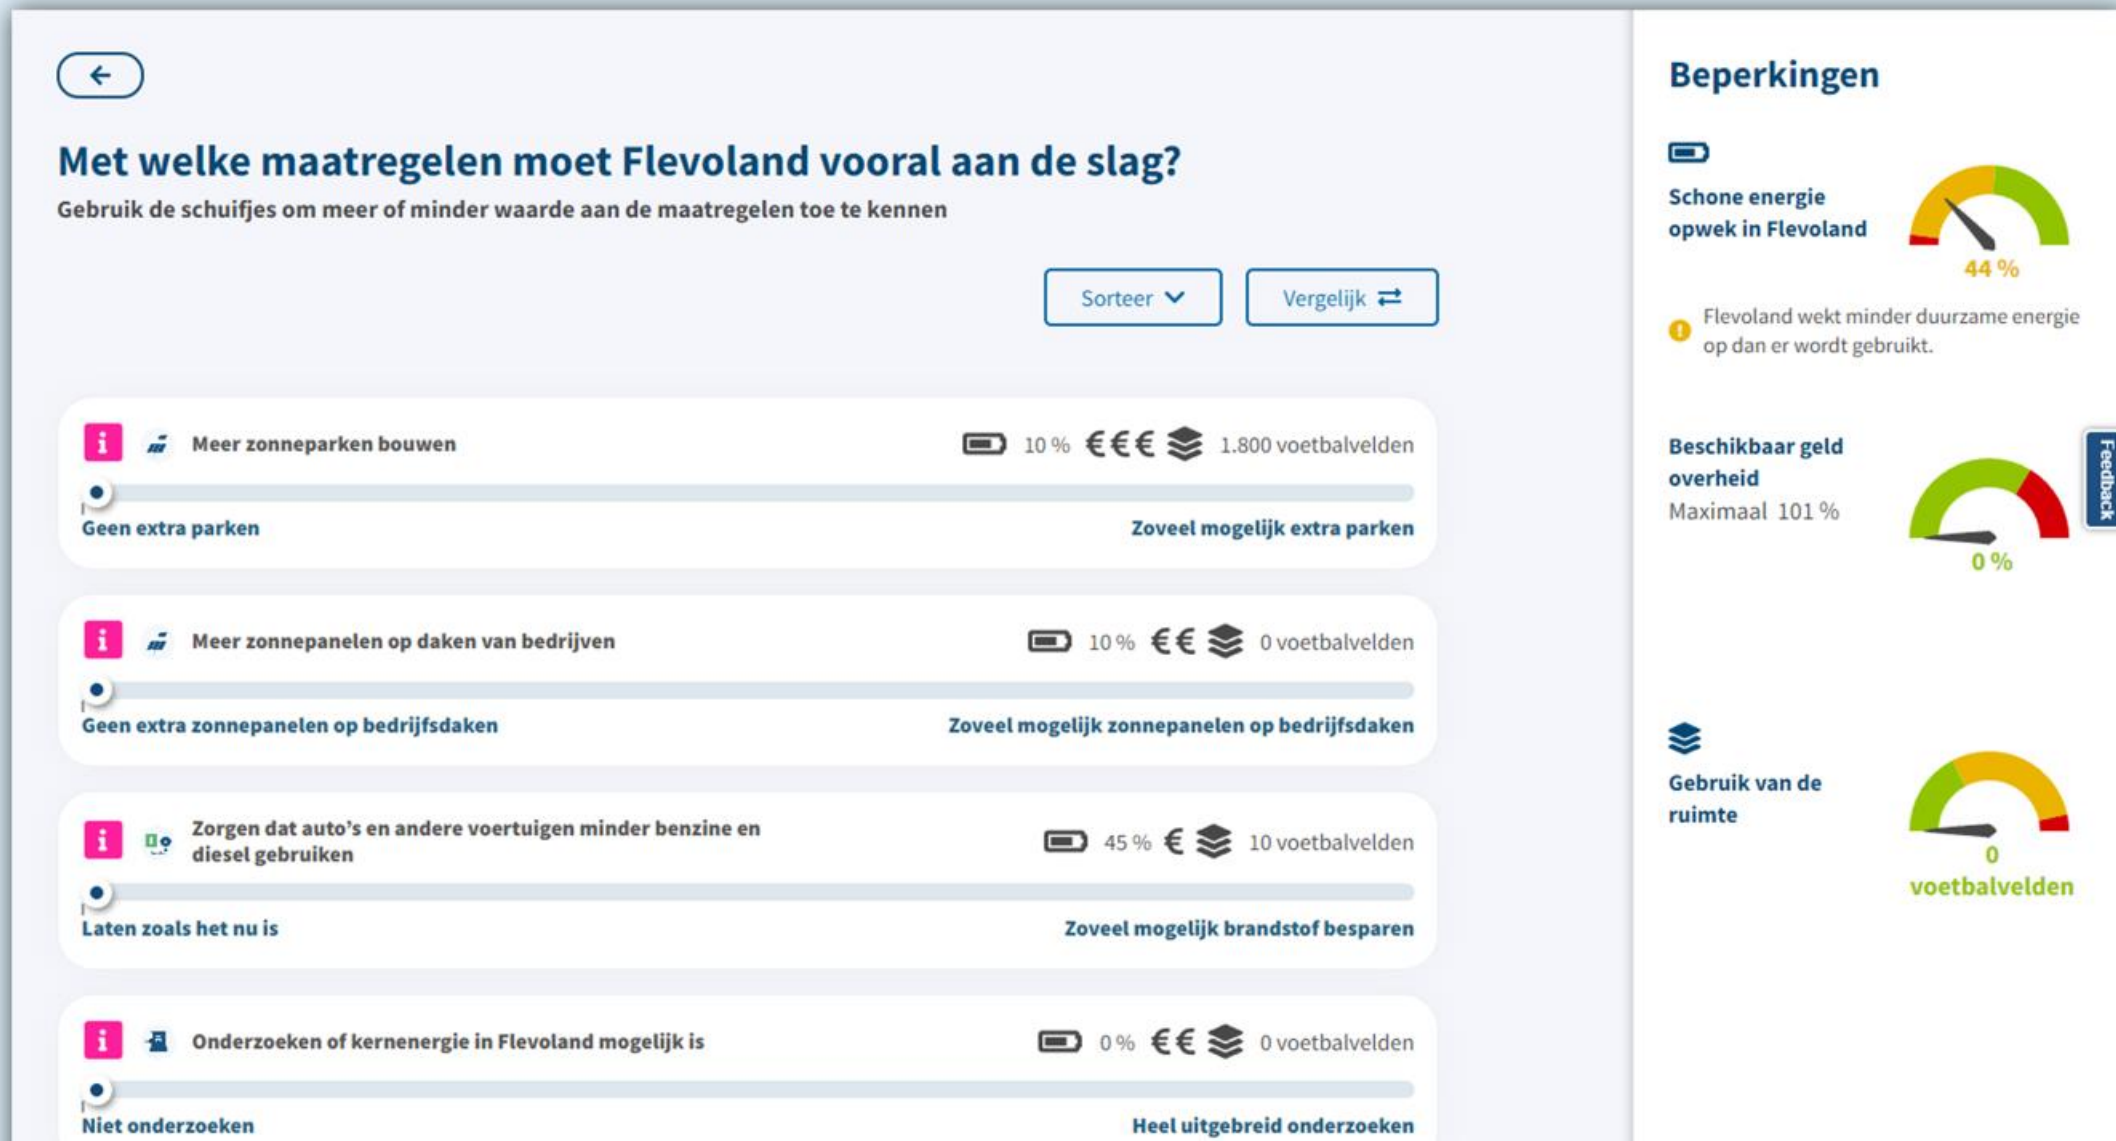 Met welke maatregelen moet Flevoland vooral aan de slag?
Gebruik de schuifjes om meer of minder waarde aan de maatregelen toe te kennen
Sorteer
Vergelijk
Meer zonneparken bouwen
10 % €€€ 1.800 voetbalvelden
Geen extra parken
Zoveel mogelijk extra parken
Meer zonnepanelen op daken van bedrijven
10 % €€ 0 voetbalvelden
Geen extra zonnepanelen op bedrijfsdaken
Zoveel mogelijk zonnepanelen op bedrijfsdaken
Zorgen dat auto's en andere voertuigen minder benzine en
diesel gebruiken
45 % € 10 voetbalvelden
Laten zoals het nu is
Zoveel mogelijk brandstof besparen
Onderzoeken of kernenergie in Flevoland mogelijk is
0 % €€ 0 voetbalvelden
Niet onderzoeken
Heel uitgebreid onderzoeken
Beperkingen
Schone energie
opwek in Flevoland
44 %
Flevoland wekt minder duurzame energie
op dan er wordt gebruikt.
Beschikbaar geld
overheid
Maximaal 101 %
0 %
Gebruik van de
ruimte
0
voetbalvelden
Feedback